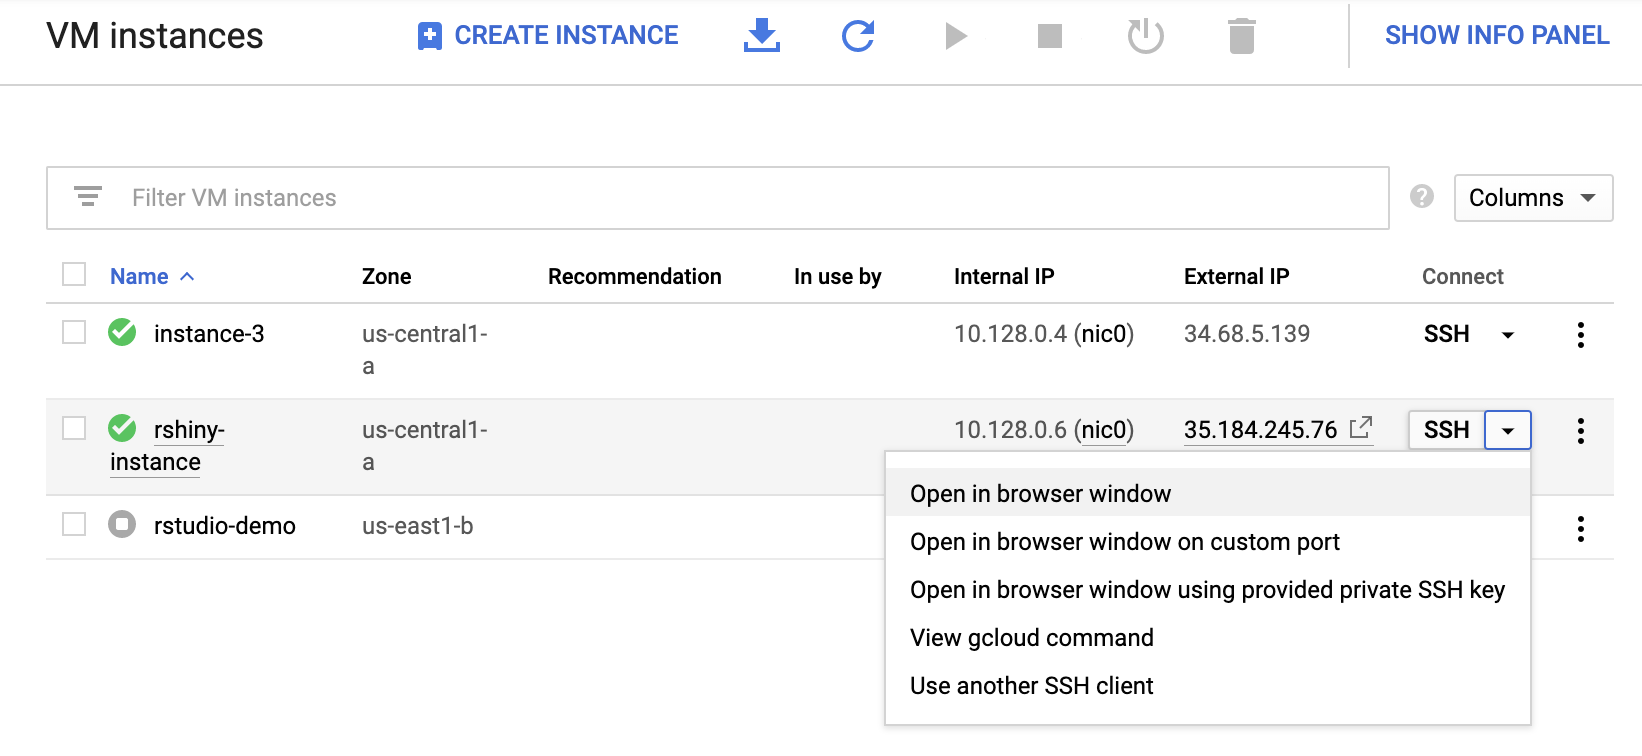 VM instances CREATE INSTANCE SHOW INFO PANEL
Filter VM instances ? Columns
Name Zone Recommendation In use by Internal IP External IP Connect
instance-3 us-central1- 10.128.0.4 (nic0) 34.68.5.139 SSH
a
rshiny- us-central1- 10.128.0.6 (nic0) 35.184.245.76 SSH
instance a
Open in browser window
rstudio-demo us-east1-b
Open in browser window on custom port
Open in browser window using provided private SSH key
View gcloud command
Use another SSH client